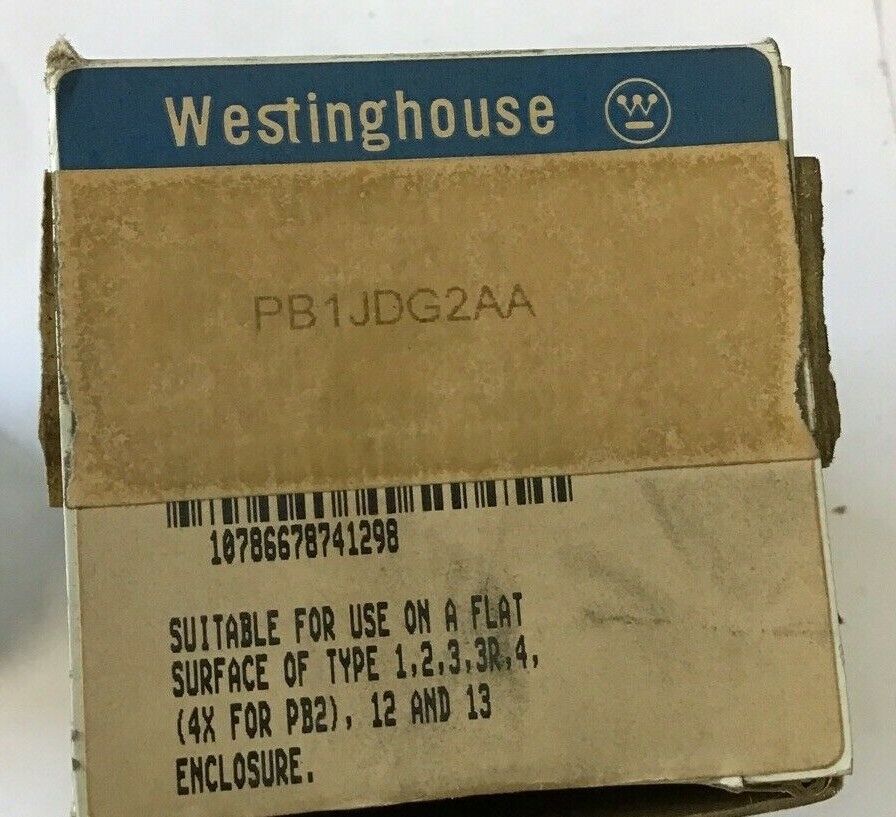 Westinghouse W
PB1JDG2AA
10786678741298
SUITABLE FOR USE ON A FLAT
SURFACE OF TYPE 1,2,3,3R,4,
(4X FOR PB2), 12 AND 13
ENCLOSURE.